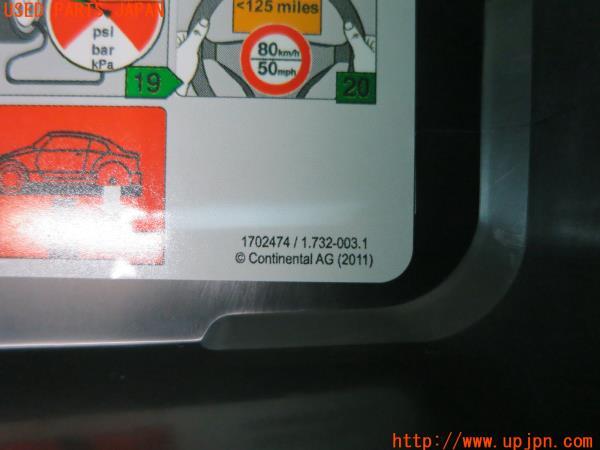 USED PARTS JAPAN
<125 miles
psi
bar
kPa
80km/h
50mph
19
20
1702474 / 1.732-003.1
© Continental AG (2011)
http://www.upjpn.com/